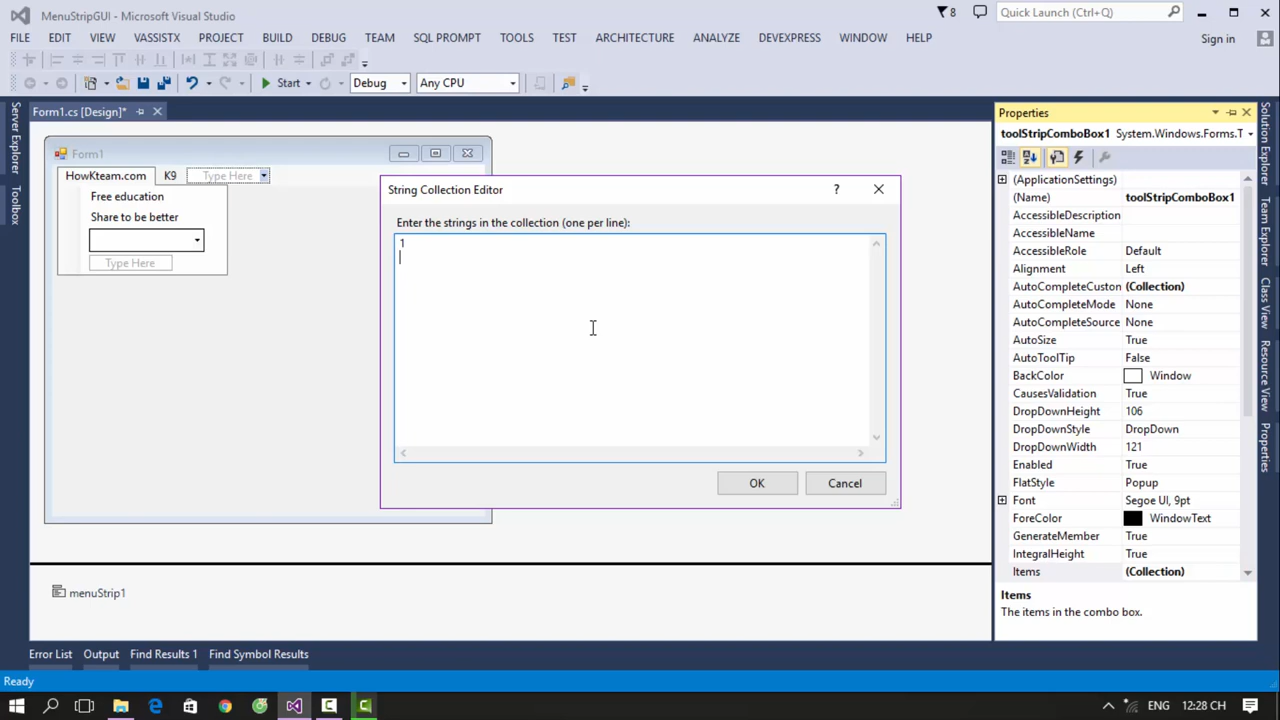 MenuStripGUI - Microsoft Visual Studio
8
Quick Launch (Ctrl+Q)
FILE EDIT VIEW VASSISTX PROJECT BUILD DEBUG TEAM SQL PROMPT TOOLS TEST ARCHITECTURE ANALYZE DEVEXPRESS WINDOW HELP
Sign in
Start Debug Any CPU
Server Explorer
Toolbox
Form1.cs [Design]*
Form1
HowKteam.com K9 Type Here
Free education
Share to be better
Type Here
String Collection Editor
?
Enter the strings in the collection (one per line):
1
OK Cancel
menuStrip1
Properties
toolStripComboBox1 System.Windows.Forms.T
(ApplicationSettings)
(Name) toolStripComboBox1
AccessibleDescription
AccessibleName
AccessibleRole Default
Alignment Left
AutoCompleteCustom (Collection)
AutoCompleteMode None
AutoCompleteSource None
AutoSize True
AutoToolTip False
BackColor Window
CausesValidation True
DropDownHeight 106
DropDownStyle DropDown
DropDownWidth 121
Enabled True
FlatStyle Popup
Font Segoe UI, 9pt
ForeColor WindowText
GenerateMember True
IntegralHeight True
Items (Collection)
Items
The items in the combo box.
Solution Explorer
Team Explorer
Class View
Resource View
Properties
Error List Output Find Results 1 Find Symbol Results
Ready
ENG 12:28 CH